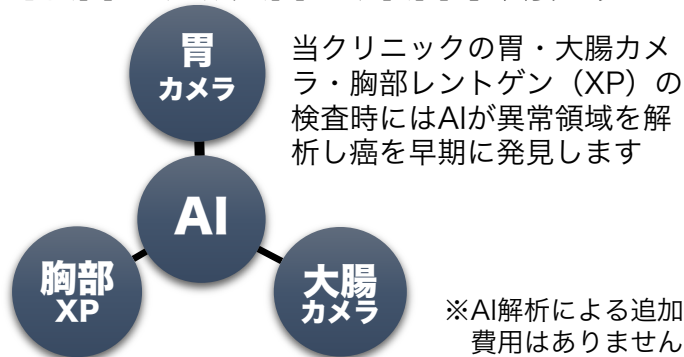 胃
カメラ
当クリニックの胃・大腸カメ
ラ・胸部レントゲン（XP）の
検査時にはAIが異常領域を解
析し癌を早期に発見します
AI
胸部
XP
大腸
カメラ
※AI解析による追加
費用はありません